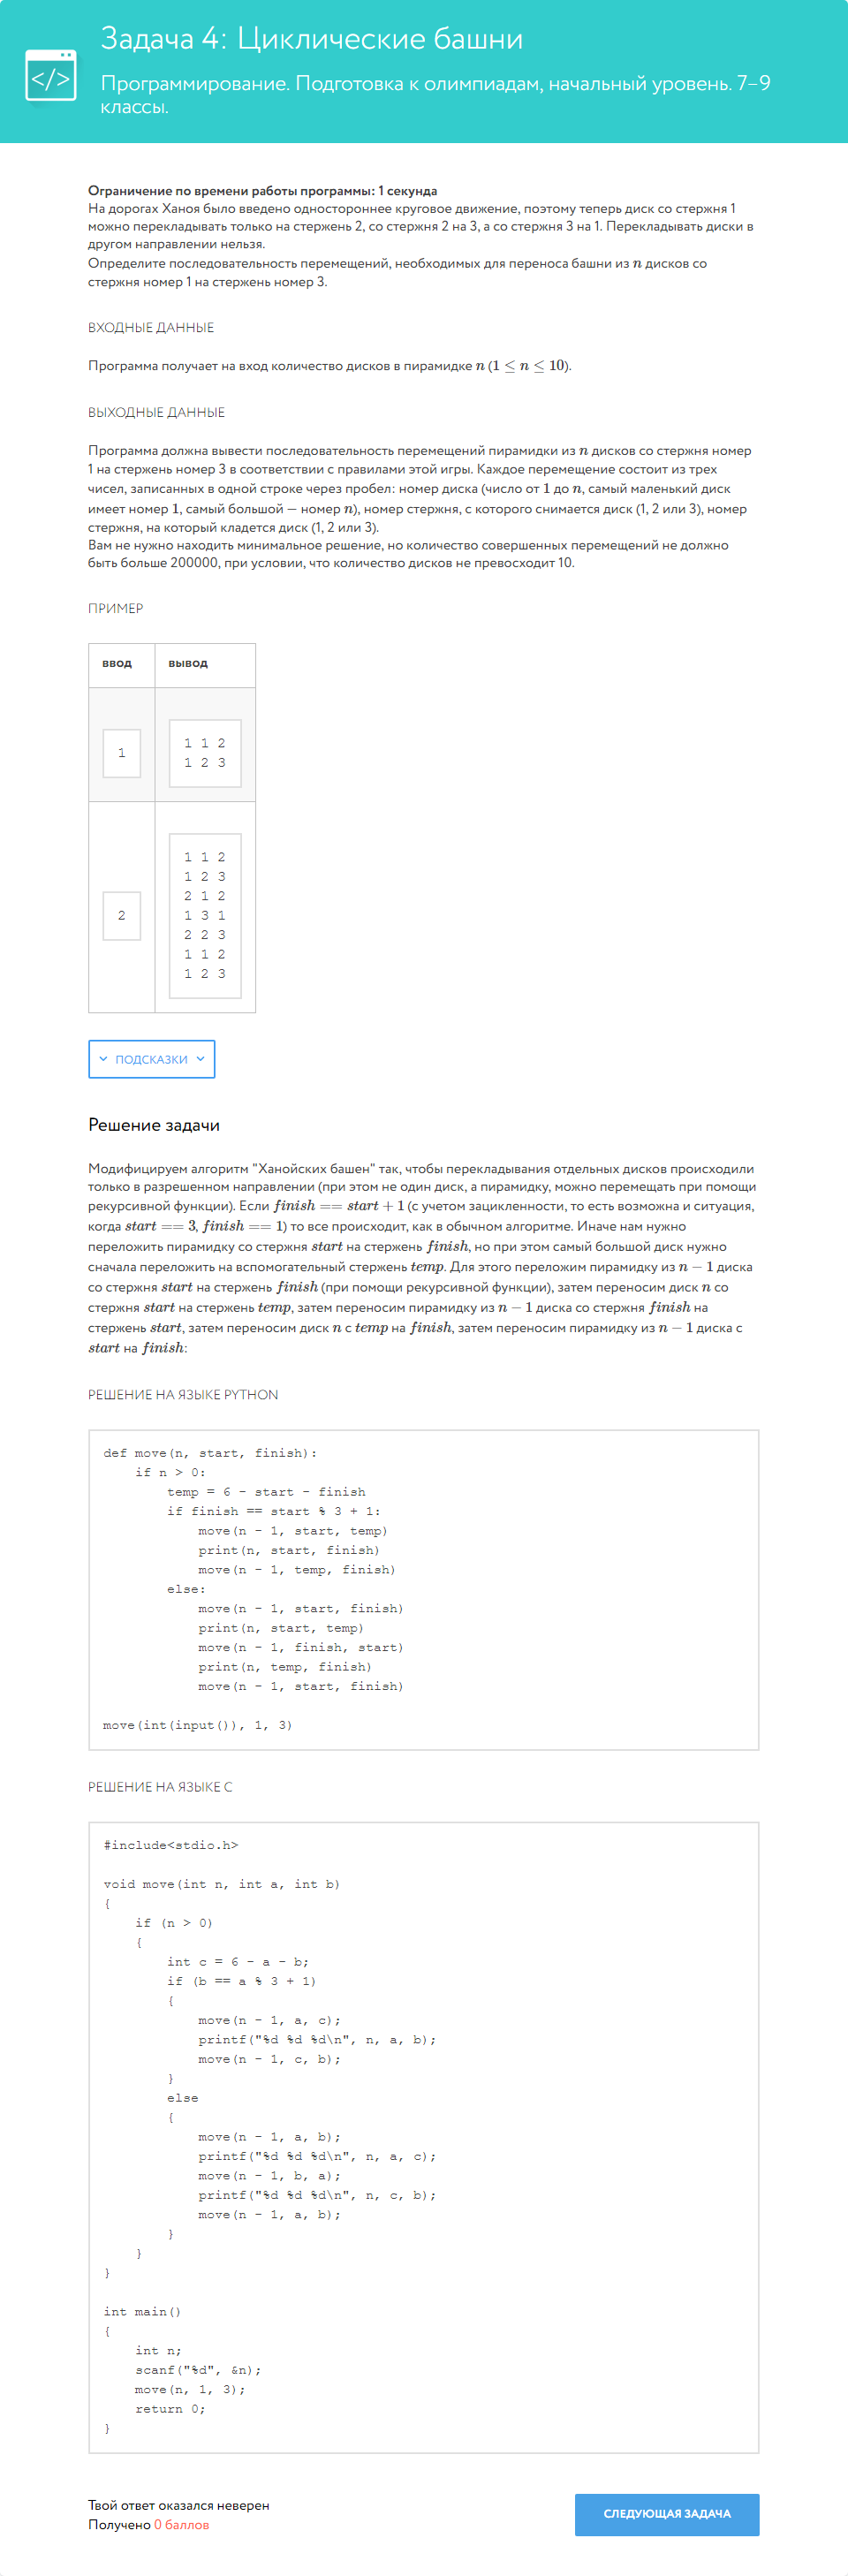 Задача 4: Циклические башни
Программирование. Подготовка к олимпиадам, начальный уровень. 7–9
классы.
</>
Ограничение по времени работы программы: 1 секунда
На дорогах Ханоя было введено одностороннее круговое движение, поэтому теперь диск со стержня 1
можно перекладывать только на стержень 2, со стржня 2 на 3, а со стржня 3 на 1. Перекладывать диски в
другом направлении нельзя.
Определите последовательность перемещений, необходимых для переноса башни из n дисков со
стержня номер 1 на стержень номер 3.
ВХОДНЫЕ ДАННЫЕ
Программа получает на вход количество дисков в пирамидке n (1 ≤ n ≤ 10).
ВЫХОДНЫЕ ДАННЫЕ
Программа должна вывести последовательность перемещений пирамидки из n дисков со стржня номер
1 на стержень номер 3 в соответствии с правилами этой игры. Каждое перемещение состоит из трех
чисел, записанных в одной строке через пробел: номер диска (число от 1 до n, самый маленький диск
имеет номер 1, самый большой — номер n), номер стержня, с которого снимается диск (1, 2 или 3), номер
стержня, на который кладется диск (1, 2 или 3).
Вам не нужно находить минимальное решение, но количество совершенных перемещений не должно
быть больше 200000, при условии, что количество дисков не превосходит 10.
ПРИМЕР
ввод вывод
1
1 1 2
1 2 3
2
1 1 2
1 2 3
2 1 2
1 3 1
2 2 3
1 1 2
1 2 3
ПОДСКАЗКИ
Решение задачи
Модифицируем алгоритм "Ханойских башен" так, чтобы перекладывания отдельных дисков происходили
только в разрешенном направлении (при этом не один диск, а пирамидку, можно перемещать при помощи
рекурсивной функции). Если finish == start + 1 (с учетом зацикленности, то есть возможна и ситуация,
когда start == 3, finish == 1) то все происходит, как в обычном алгоритме. Иначе нам нужно
переложить пирамидку со стержня start на стержень finish, но при этом самый большой диск нужно
сначала переложить на вспомогательный стержень temp. Для этого переложим пирамидку из n − 1 диска
со стержня start на стержень finish (при помощи рекурсивной функции), затем переносим диск n со
стржня start на стержень temp, затем переносим пирамидку из n − 1 диска со стержня finish на
стержень start, затем переносим диск n с temp на finish, затем переносим пирамидку из n − 1 диска с
start на finish:
РЕШЕНИЕ НА ЯЗЫКЕ PYTHON
def move(n, start, finish):
    if n > 0:
        temp = 6 - start - finish
        if finish == start % 3 + 1:
            move(n - 1, start, temp)
            print(n, start, finish)
            move(n - 1, temp, finish)
        else:
            move(n - 1, start, finish)
            print(n, start, temp)
            move(n - 1, finish, start)
            print(n, temp, finish)
            move(n - 1, start, finish)
move(int(input()), 1, 3)
РЕШЕНИЕ НА ЯЗЫКЕ C
#include<stdio.h>
void move(int n, int a, int b)
{
    if (n > 0)
    {
        int c = 6 - a - b;
        if (b == a % 3 + 1)
        {
            move(n - 1, a, c);
            printf("%d %d %d\n", n, a, b);
            move(n - 1, c, b);
        }
        else
        {
            move(n - 1, a, b);
            printf("%d %d %d\n", n, a, c);
            move(n - 1, b, a);
            printf("%d %d %d\n", n, c, b);
            move(n - 1, a, b);
        }
    }
}
int main()
{
    int n;
    scanf("%d", &n);
    move(n, 1, 3);
    return 0;
}
Твой ответ оказался неверен
Получено 0 баллов
СЛЕДУЮЩАЯ ЗАДАЧА